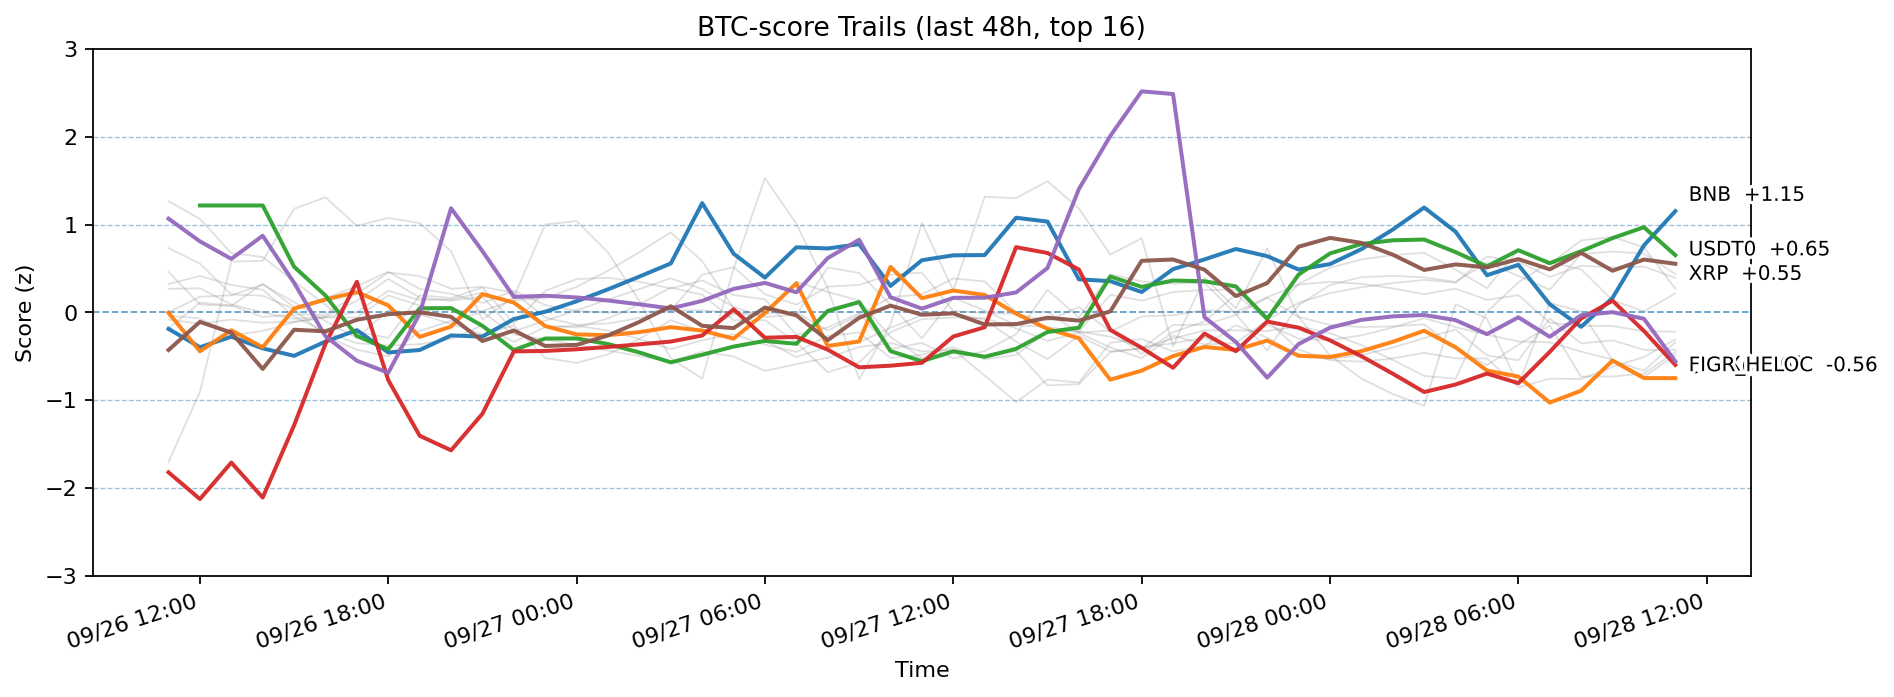 BTC-score Trails (last 48h, top 16)
Score (z)
3
2
1
0
−1
−2
−3
BNB +1.15
USDT0 +0.65
XRP +0.55
FIGR_HELOC -0.56
09/26 12:00
09/26 18:00
09/27 00:00
09/27 06:00
09/27 12:00
09/27 18:00
09/28 00:00
09/28 06:00
09/28 12:00
Time